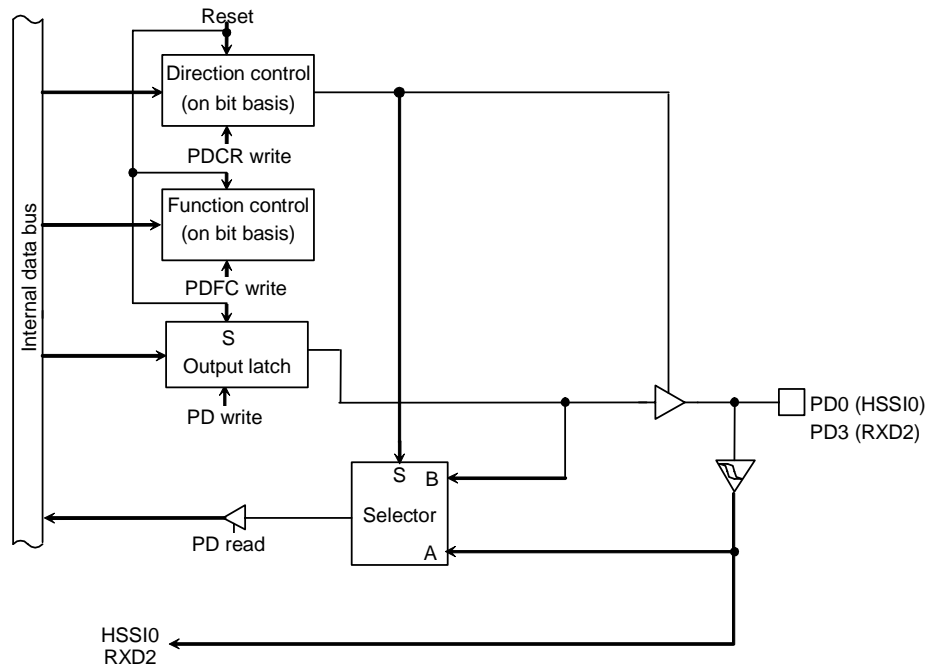 Reset
Direction control
(on bit basis)
PDCR write
Function control
(on bit basis)
PDFC write
Internal data bus
S
Output latch
PD write
PD0 (HSSI0)
PD3 (RXD2)
S
B
Selector
A
PD read
HSSI0
RXD2